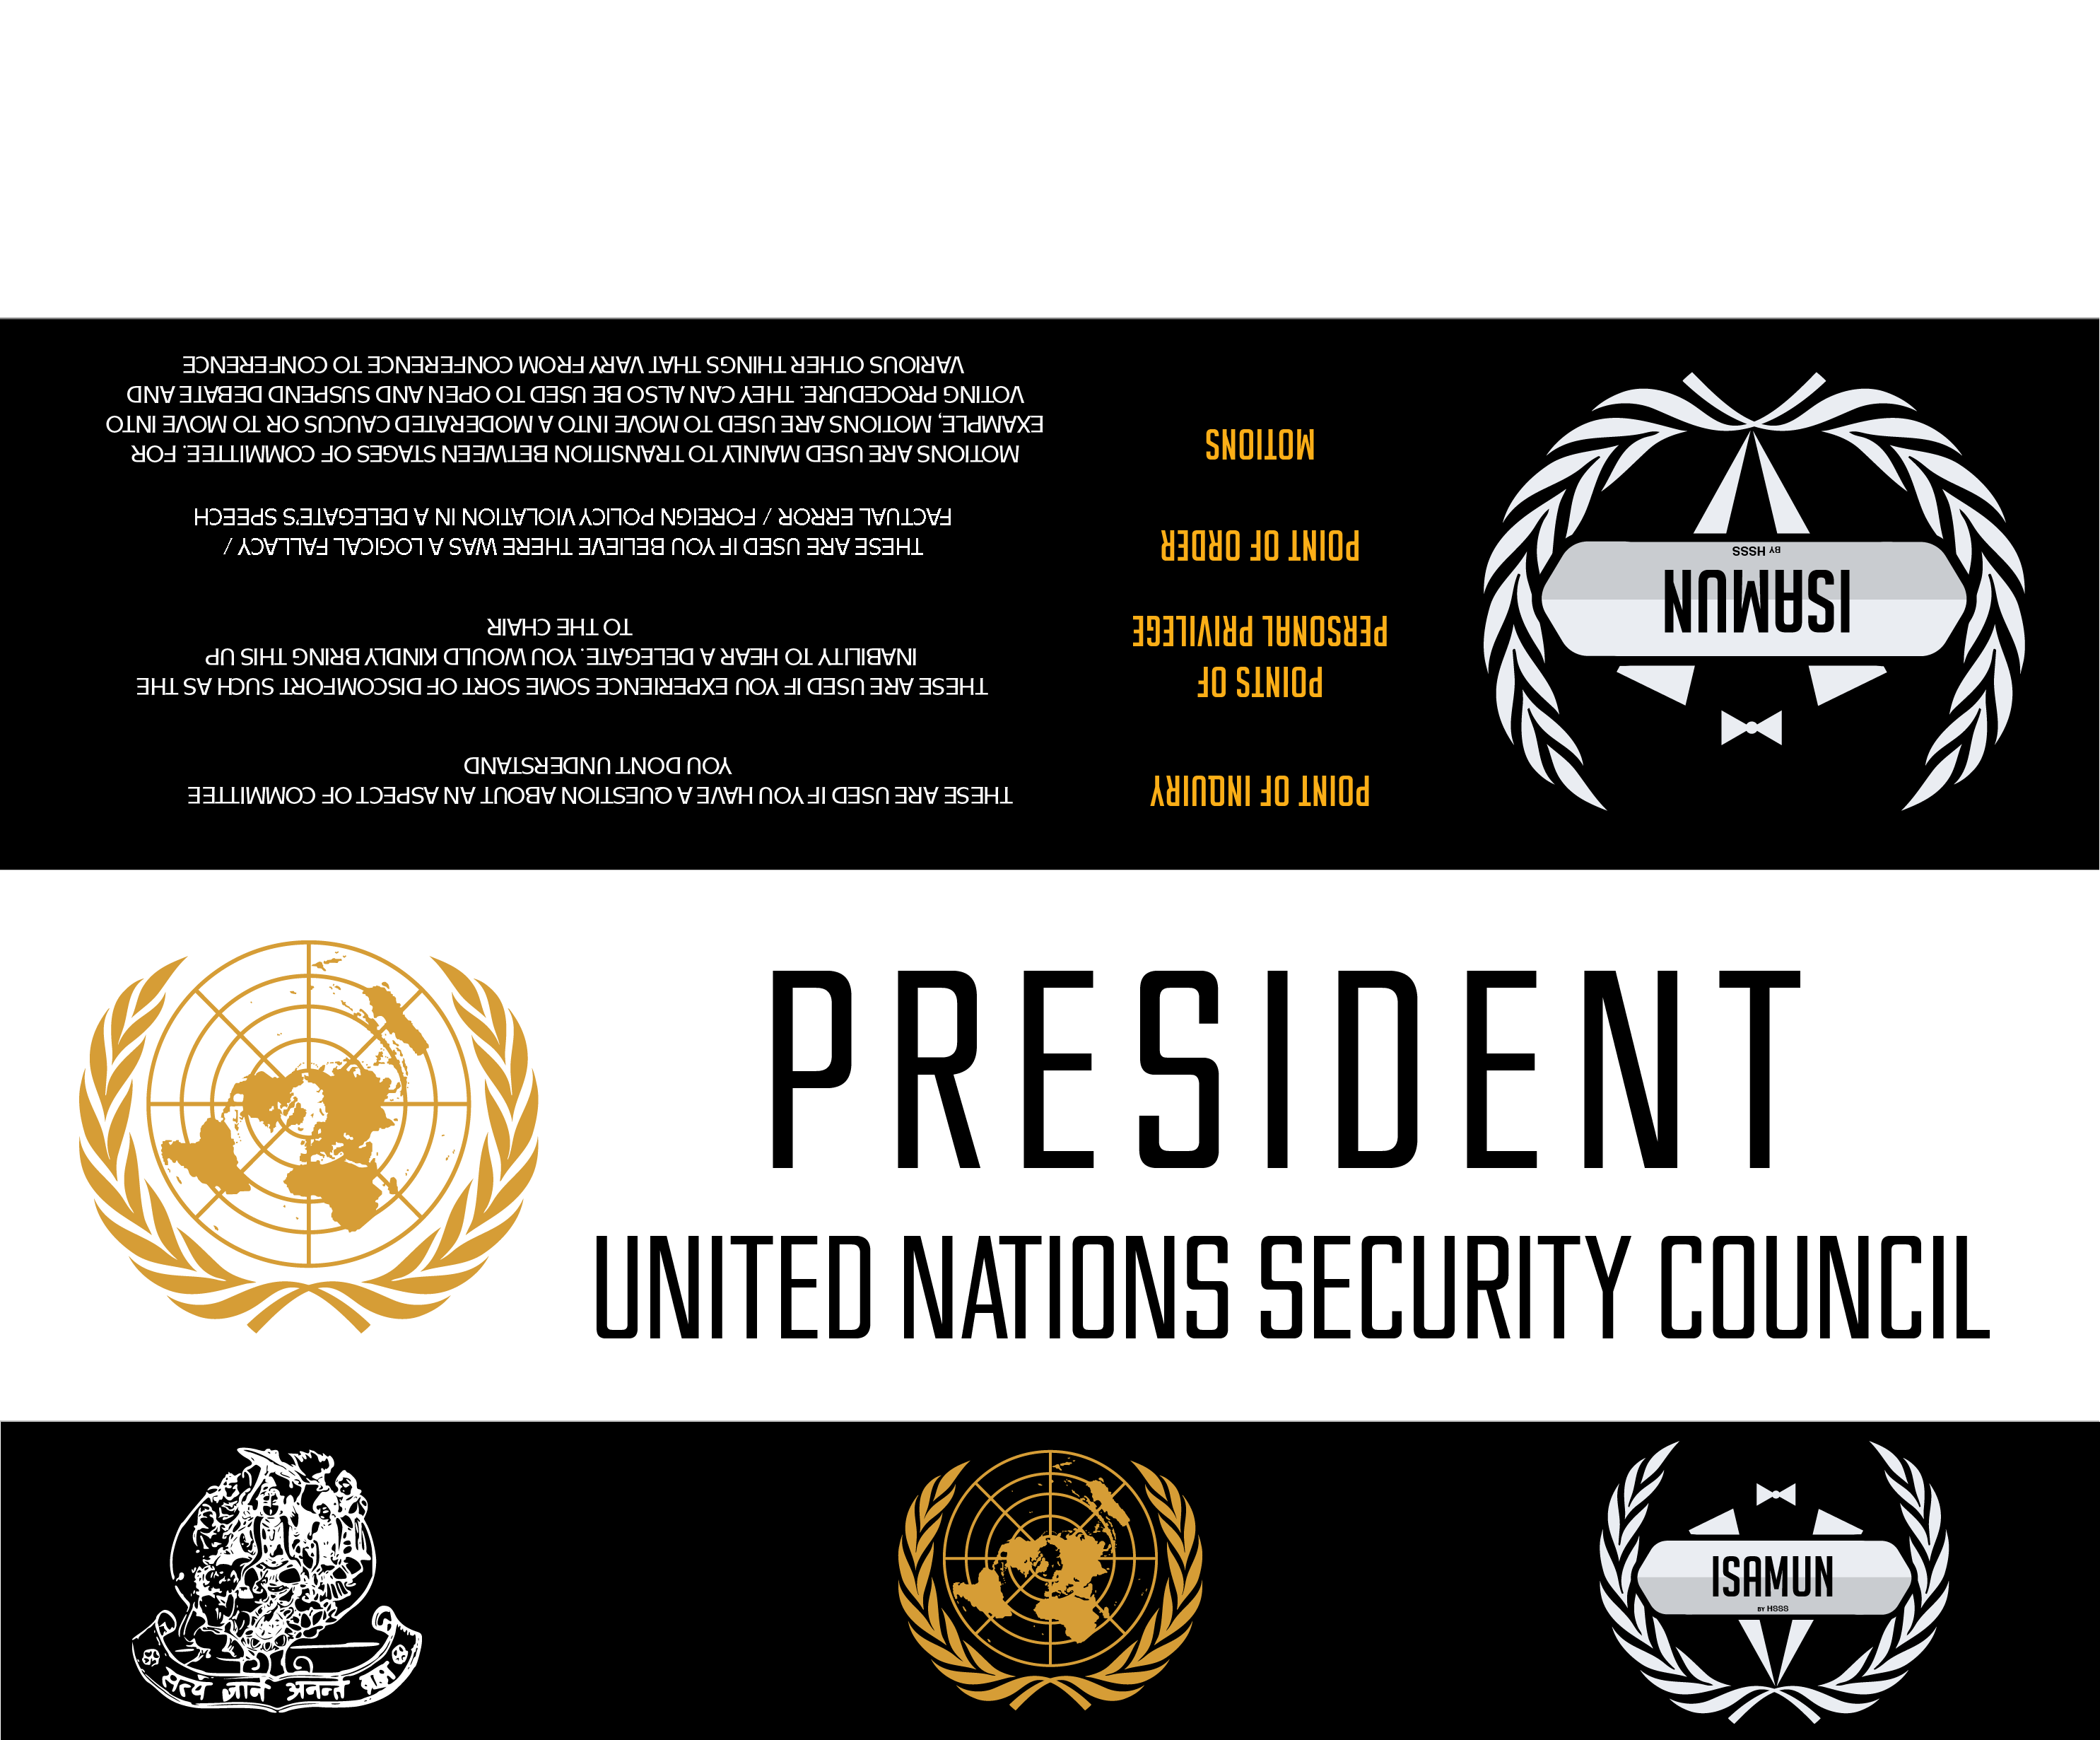 ISAMUN
BY HSSS
POINT OF INQUIRY
THESE ARE USED IF YOU HAVE A QUESTION ABOUT AN ASPECT OF COMMITTEE
YOU DON'T UNDERSTAND
POINTS OF
PERSONAL PRIVILEGE
THESE ARE USED IF YOU EXPERIENCE SOME SORT OF DISCOMFORT SUCH AS THE
INABILITY TO HEAR A DELEGATE. YOU WOULD KINDLY BRING THIS UP
TO THE CHAIR
POINT OF ORDER
THESE ARE USED IF YOU BELIEVE THERE WAS A LOGICAL FALLACY /
FACTUAL ERROR / FOREIGN POLICY VIOLATION IN A DELEGATE'S SPEECH
MOTIONS
MOTIONS ARE USED MAINLY TO TRANSITION BETWEEN STAGES OF COMMITTEE. FOR
EXAMPLE, MOTIONS ARE USED TO MOVE INTO A MODERATED CAUCUS OR TO MOVE INTO
VOTING PROCEDURE. THEY CAN ALSO BE USED TO OPEN AND SUSPEND DEBATE AND
VARIOUS OTHER THINGS THAT VARY FROM CONFERENCE TO CONFERENCE
PRESIDENT
UNITED NATIONS SECURITY COUNCIL
सत्यं ज्ञानं अनन्तं ब्रह्म
ISAMUN
BY HSSS